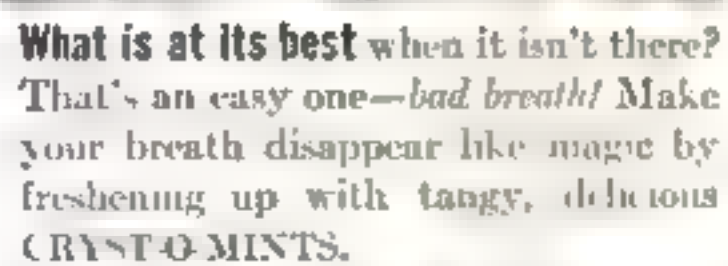 What is at its best when it isn't there?
That's an easy one—bad breath! Make
your breath disappear like magic by
freshening up with tangy, delicious
CRYST-O-MINTS.